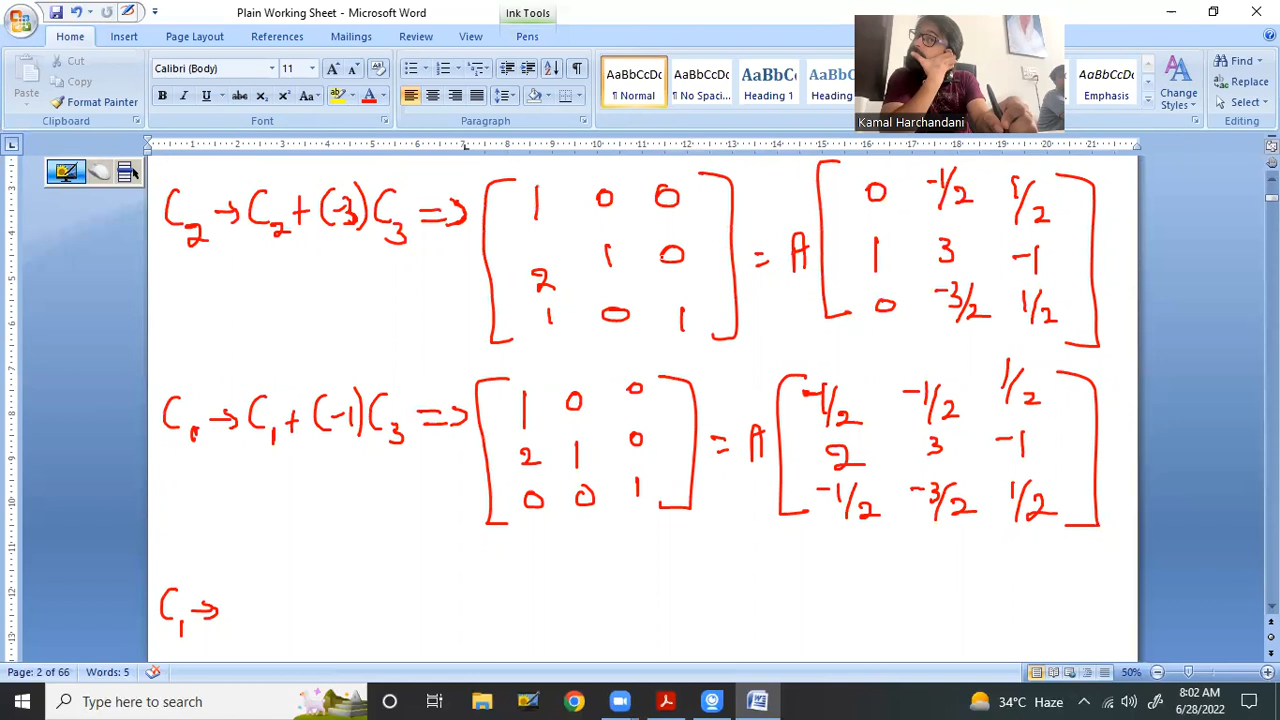 Plain Working Sheet - Microsoft Word
Ink Tools
Home Insert Page Layout References Mailings Review View Pens
Cut
Copy
Format Painter
Paste
Clipboard
Calibri (Body) 11
Font
Paragraph
AaBbCcDc AaBbCcDc AaBbC AaBbCc AaBbCcDc
¶ Normal ¶ No Spaci... Heading 1 Heading Emphasis
Change Styles
Find
Replace
Select
Editing
Kamal Harchandani
C₂ → C₂ + (-3)C₃ => [1 0 0; 2 1 0; 1 0 1] = A [0 -1/2 1/2; 1 3 -1; 0 -3/2 1/2]
C₁ → C₁ + (-1)C₃ => [1 0 0; 2 1 0; 0 0 1] = A [-1/2 -1/2 1/2; 2 3 -1; -1/2 -3/2 1/2]
C₁ →
Page: 2 of 66 Words: 5 50%
Type here to search
34°C Haze
8:02 AM
6/28/2022